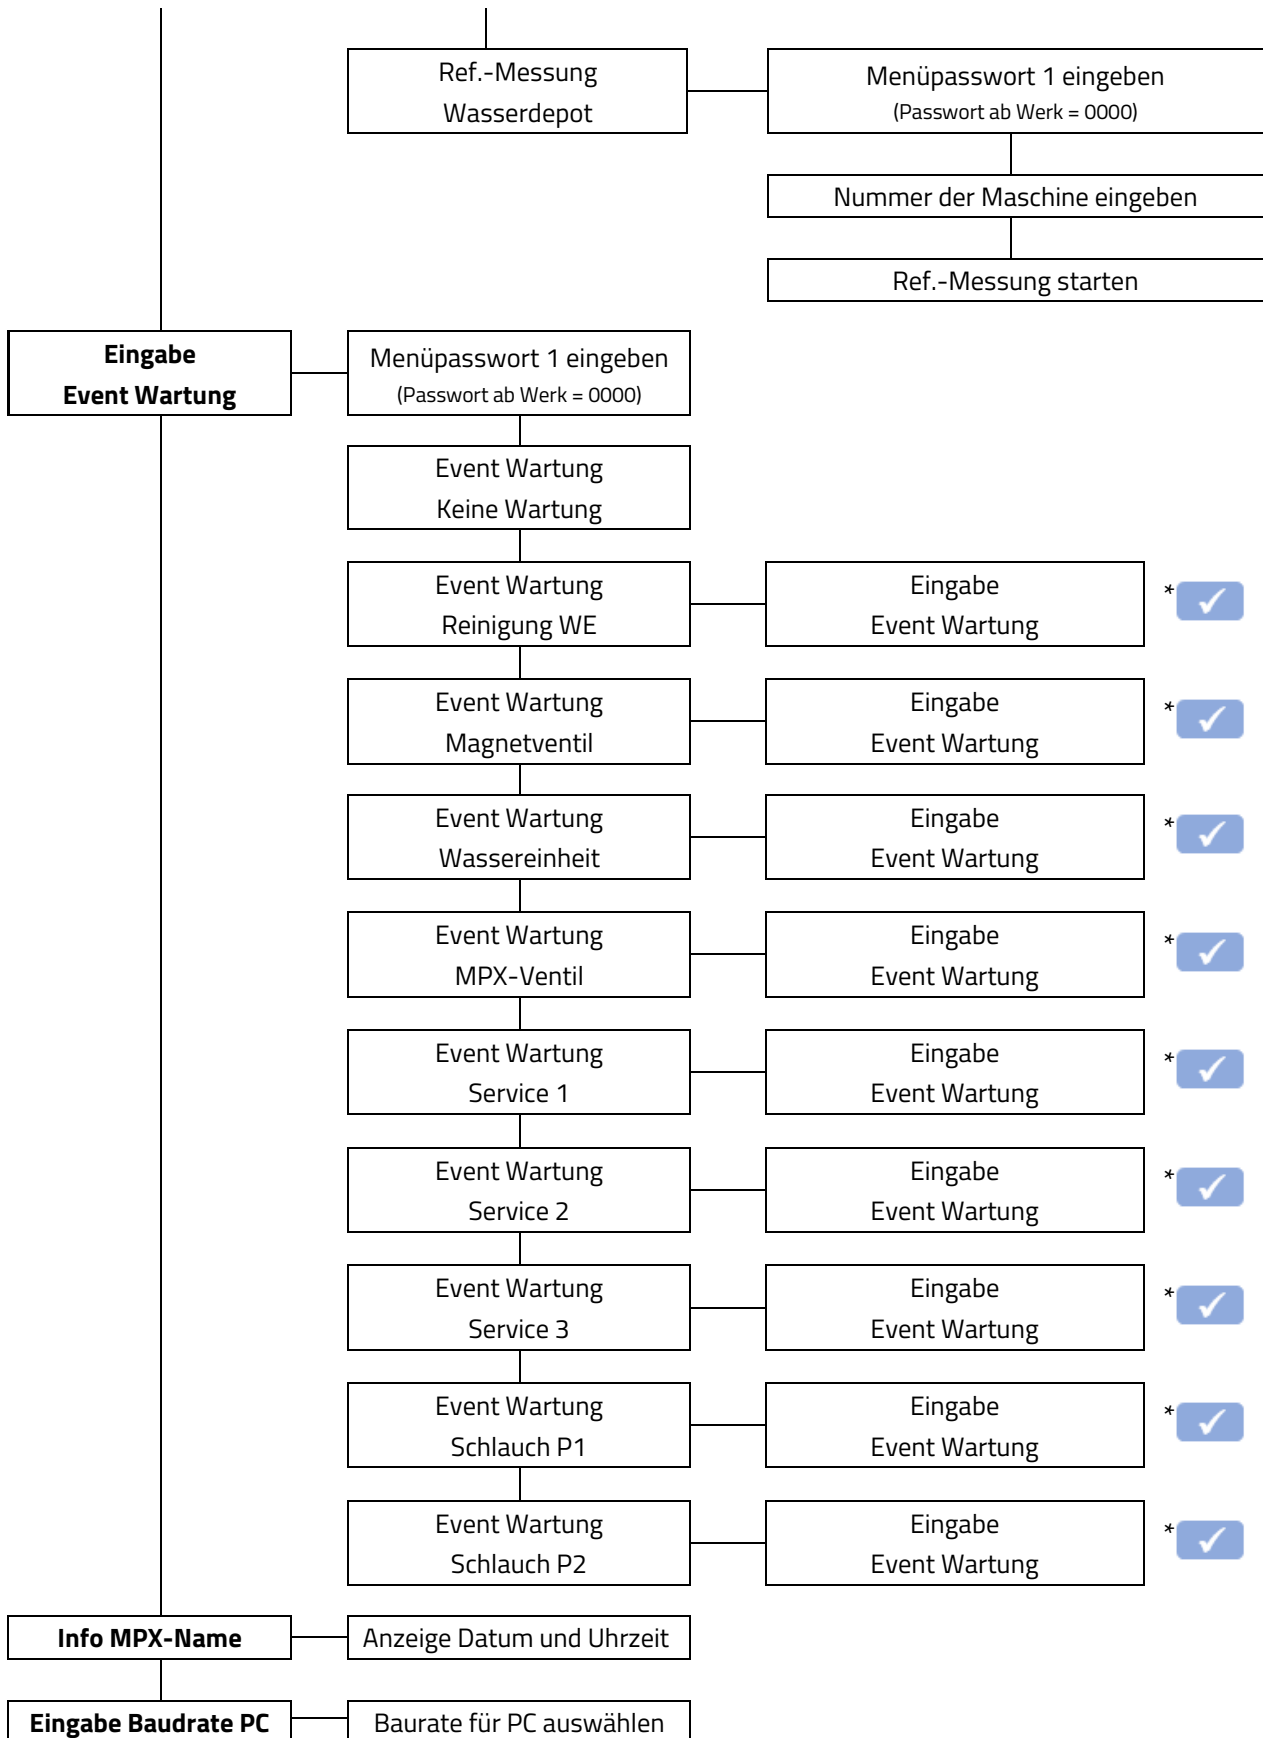 Ref.-Messung
Wasserdepot
Menüpasswort 1 eingeben
(Passwort ab Werk = 0000)
Nummer der Maschine eingeben
Ref.-Messung starten
Eingabe
Event Wartung
Menüpasswort 1 eingeben
(Passwort ab Werk = 0000)
Event Wartung
Keine Wartung
Event Wartung
Reinigung WE
Eingabe
Event Wartung
*
Event Wartung
Magnetventil
Eingabe
Event Wartung
*
Event Wartung
Wassereinheit
Eingabe
Event Wartung
*
Event Wartung
MPX-Ventil
Eingabe
Event Wartung
*
Event Wartung
Service 1
Eingabe
Event Wartung
*
Event Wartung
Service 2
Eingabe
Event Wartung
*
Event Wartung
Service 3
Eingabe
Event Wartung
*
Event Wartung
Schlauch P1
Eingabe
Event Wartung
*
Event Wartung
Schlauch P2
Eingabe
Event Wartung
*
Info MPX-Name
Anzeige Datum und Uhrzeit
Eingabe Baudrate PC
Baurate für PC auswählen